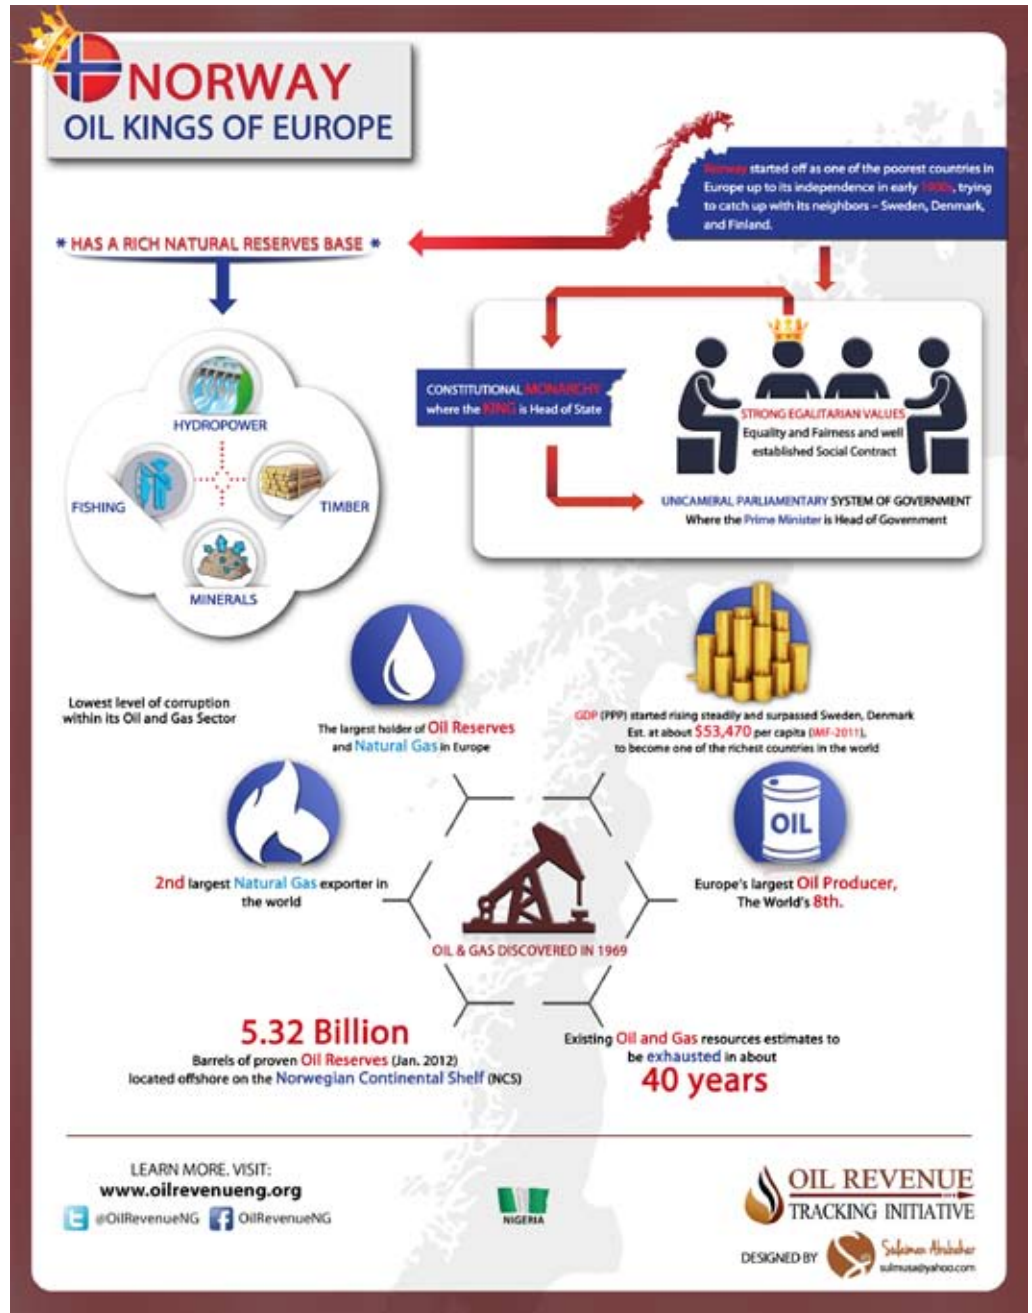 NORWAY
OIL KINGS OF EUROPE
Norway started off as one of the poorest countries in
Europe up to its independence in early 1900s, trying
to catch up with its neighbors – Sweden, Denmark,
and Finland.
* HAS A RICH NATURAL RESERVES BASE *
HYDROPOWER
FISHING
TIMBER
MINERALS
CONSTITUTIONAL MONARCHY
where the KING is Head of State
STRONG EGALITARIAN VALUES
Equality and Fairness and well
established Social Contract
UNICAMERAL PARLIAMENTARY SYSTEM OF GOVERNMENT
Where the Prime Minister is Head of Government
Lowest level of corruption
within its Oil and Gas Sector
The largest holder of Oil Reserves
and Natural Gas in Europe
GDP (PPP) started rising steadily and surpassed Sweden, Denmark
Est. at about $53,470 per capita (IMF-2011),
to become one of the richest countries in the world
2nd largest Natural Gas exporter in
the world
OIL
Europe's largest Oil Producer,
The World's 8th.
OIL & GAS DISCOVERED IN 1969
5.32 Billion
Barrels of proven Oil Reserves (Jan. 2012)
located offshore on the Norwegian Continental Shelf (NCS)
Existing Oil and Gas resources estimates to
be exhausted in about
40 years
LEARN MORE. VISIT:
www.oilrevenueng.org
@OilRevenueNG OilRevenueNG
NIGERIA
OIL REVENUE
TRACKING INITIATIVE
DESIGNED BY
Suleiman Abubakar
sulmusa@yahoo.com